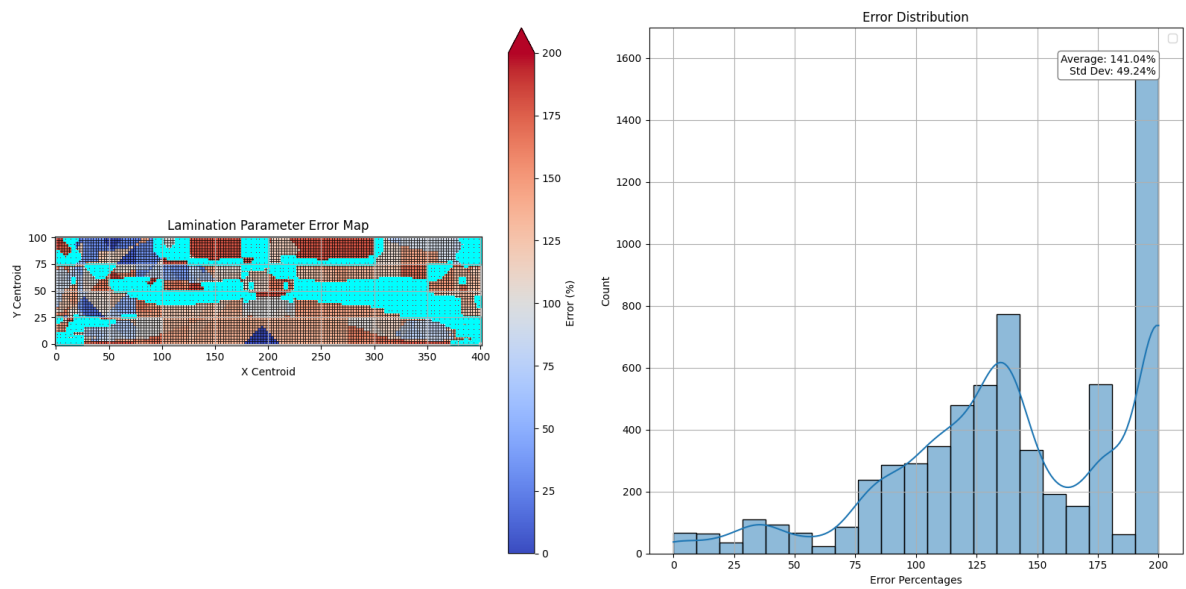 Lamination Parameter Error Map
100
75
50
25
0
Y Centroid
0 50 100 150 200 250 300 350 400
X Centroid
200
175
150
125
100
75
50
25
0
Error (%)
Error Distribution
Average: 141.04%
Std Dev: 49.24%
1600
1400
1200
1000
800
600
400
200
0
Count
0 25 50 75 100 125 150 175 200
Error Percentages